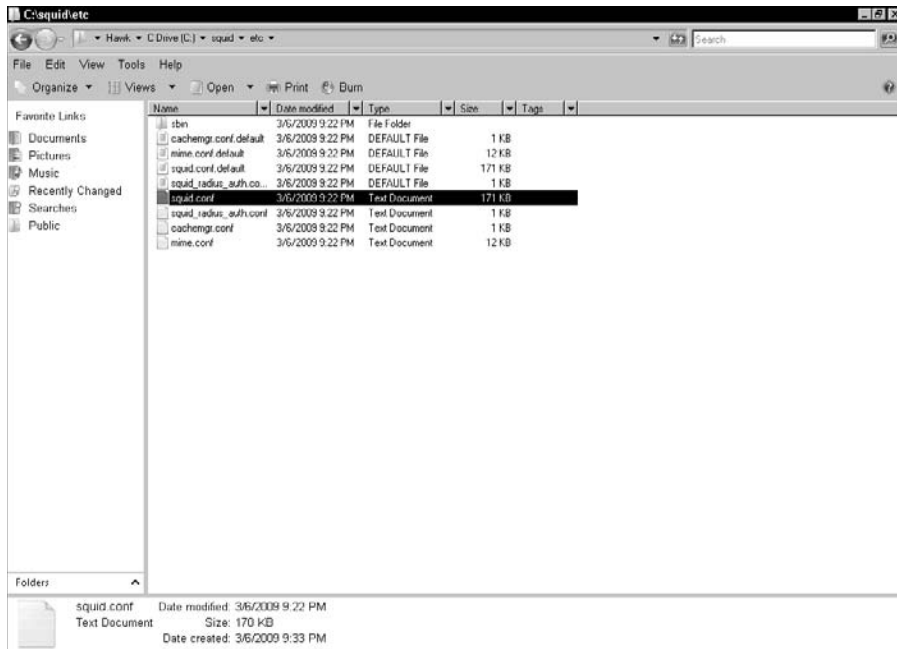 C:\squid\etc
Hawk C Drive (C:) squid etc
Search
File Edit View Tools Help
Organize Views Open Print Burn
Favorite Links
Documents
Pictures
Music
Recently Changed
Searches
Public
Name Date modified Type Size Tags
sbin 3/6/2009 9:22 PM File Folder
cachemgr.conf.default 3/6/2009 9:22 PM DEFAULT File 1 KB
mime.conf.default 3/6/2009 9:22 PM DEFAULT File 12 KB
squid.conf.default 3/6/2009 9:22 PM DEFAULT File 171 KB
squid_radius_auth.co... 3/6/2009 9:22 PM DEFAULT File 1 KB
squid.conf 3/6/2009 9:22 PM Text Document 171 KB
squid_radius_auth.conf 3/6/2009 9:22 PM Text Document 1 KB
cachemgr.conf 3/6/2009 9:22 PM Text Document 1 KB
mime.conf 3/6/2009 9:22 PM Text Document 12 KB
Folders
squid.conf Date modified: 3/6/2009 9:22 PM
Text Document Size: 170 KB
Date created: 3/6/2009 9:33 PM